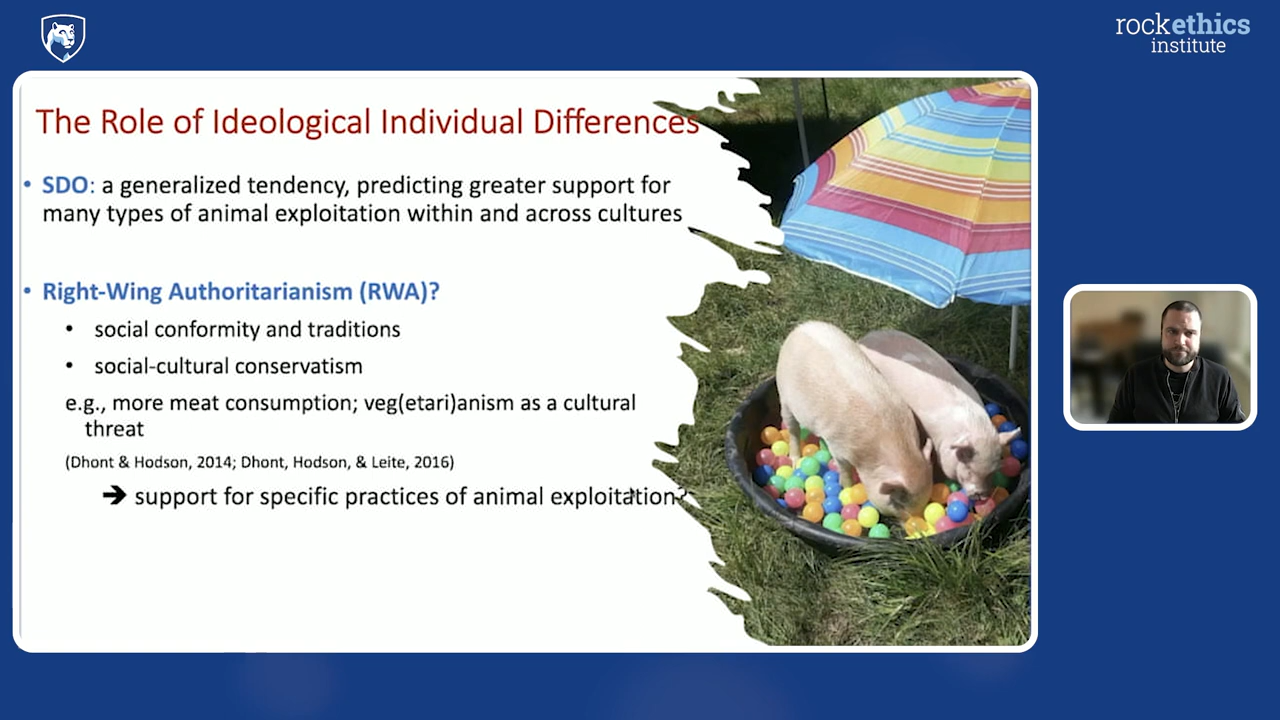 rockethics
institute
The Role of Ideological Individual Differences
• SDO: a generalized tendency, predicting greater support for
many types of animal exploitation within and across cultures
• Right-Wing Authoritarianism (RWA)?
• social conformity and traditions
• social-cultural conservatism
e.g., more meat consumption; veg(etari)anism as a cultural
threat
(Dhont & Hodson, 2014; Dhont, Hodson, & Leite, 2016)
➔ support for specific practices of animal exploitation?